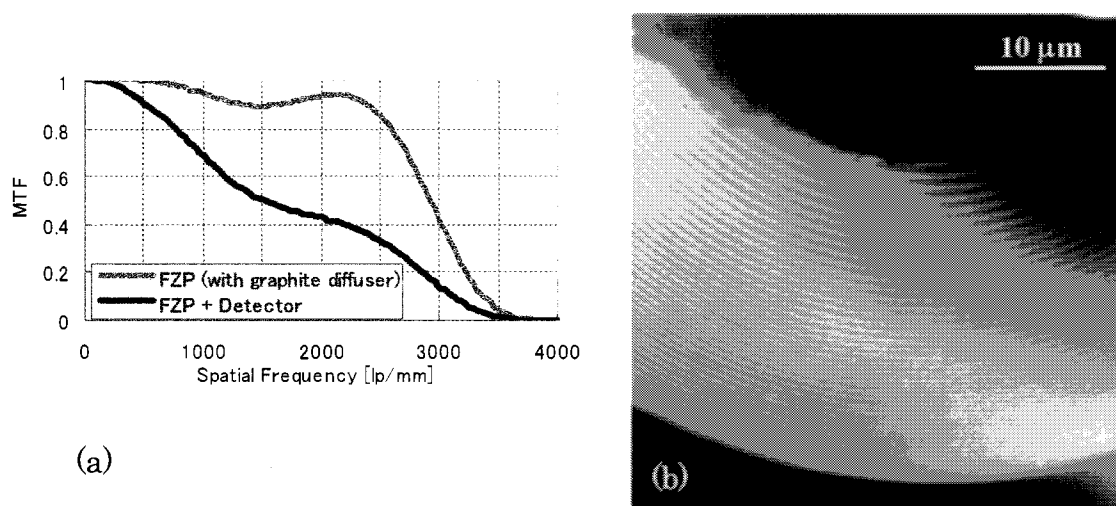 1
0.8
0.6
0.4
0.2
0
MTF
FZP (with graphite diffuser)
FZP + Detector
0 1000 2000 3000 4000
Spatial Frequency [lp/mm]
(a)
10 μm
(b)